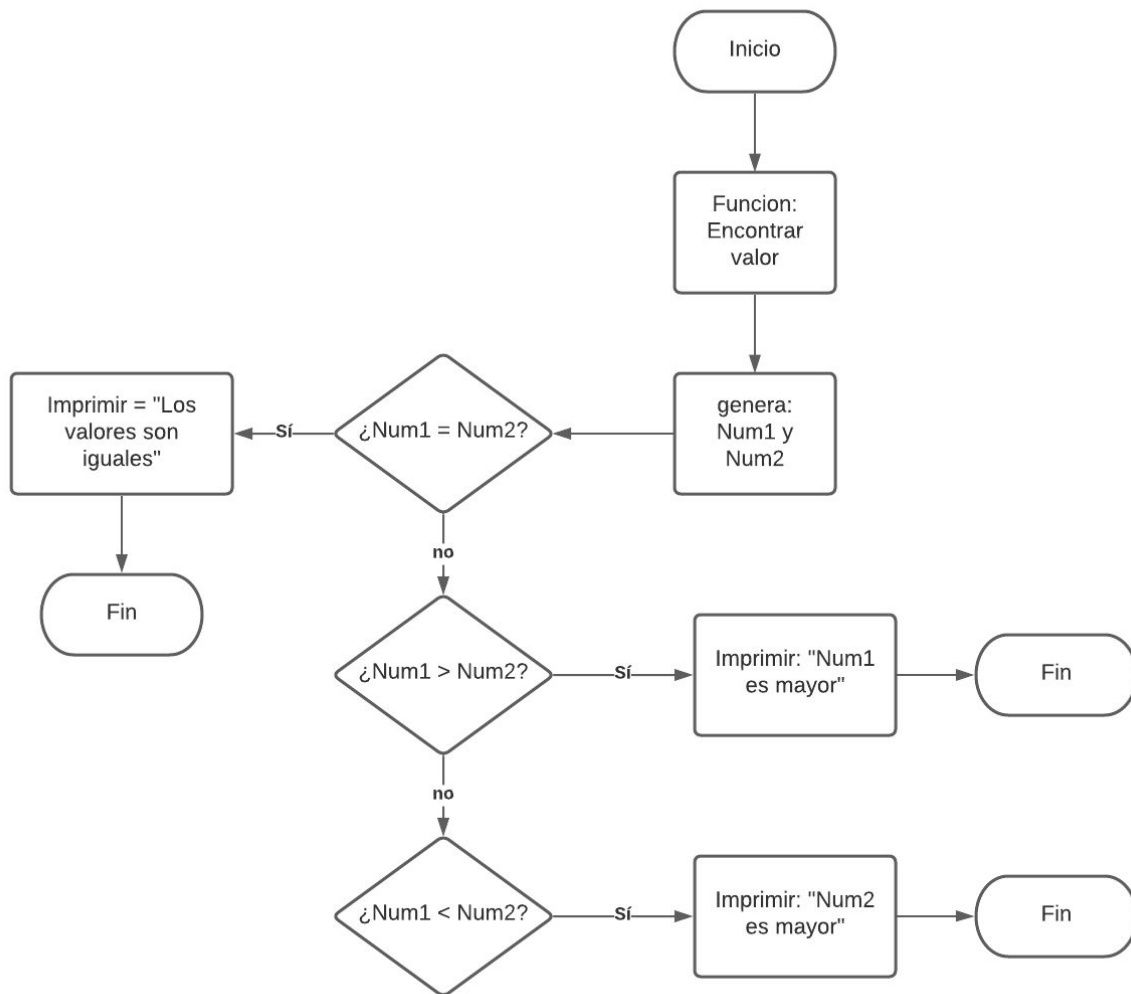 Inicio
Funcion:
Encontrar
valor
genera:
Num1 y
Num2
¿Num1 = Num2?
Sí
Imprimir = "Los
valores son
iguales"
Fin
no
¿Num1 > Num2?
Sí
Imprimir: "Num1
es mayor"
Fin
no
¿Num1 < Num2?
Sí
Imprimir: "Num2
es mayor"
Fin